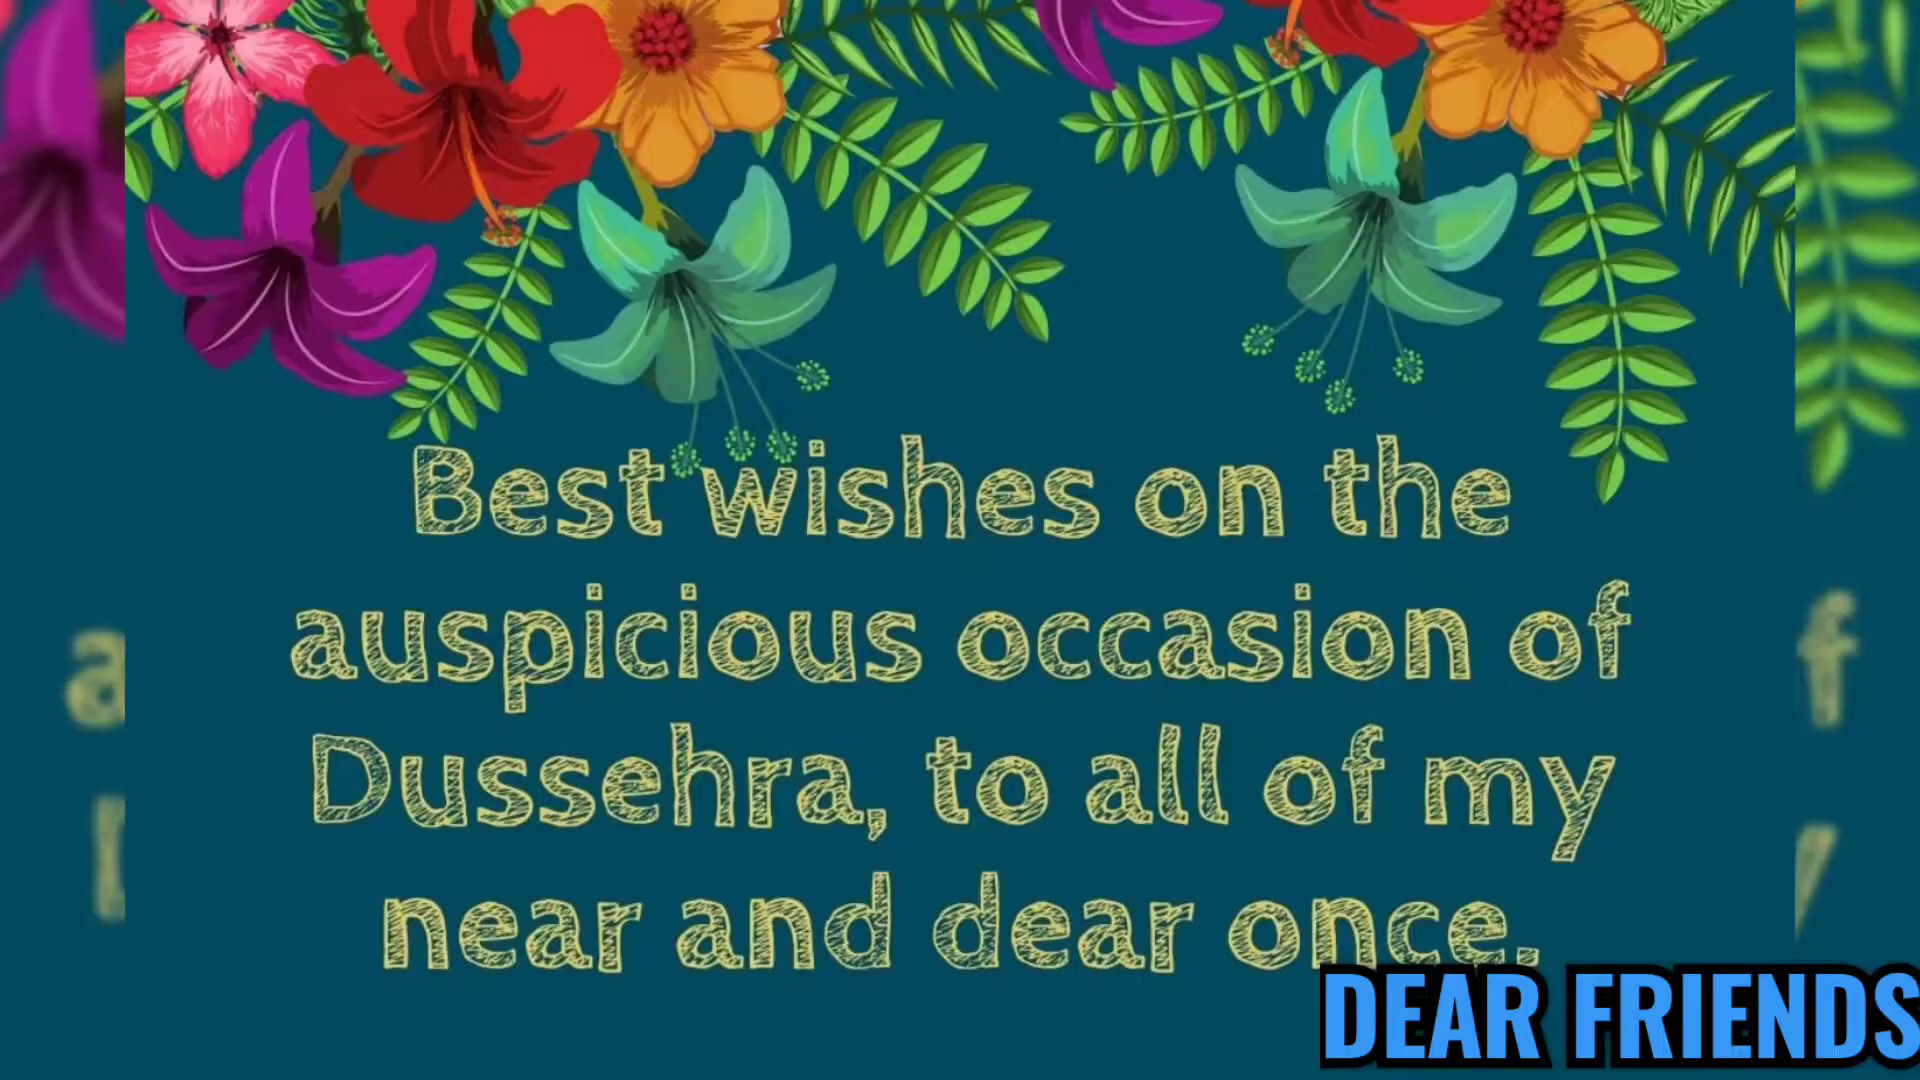 Best wishes on the
auspicious occasion of
Dussehra, to all of my
near and dear once.
DEAR FRIENDS